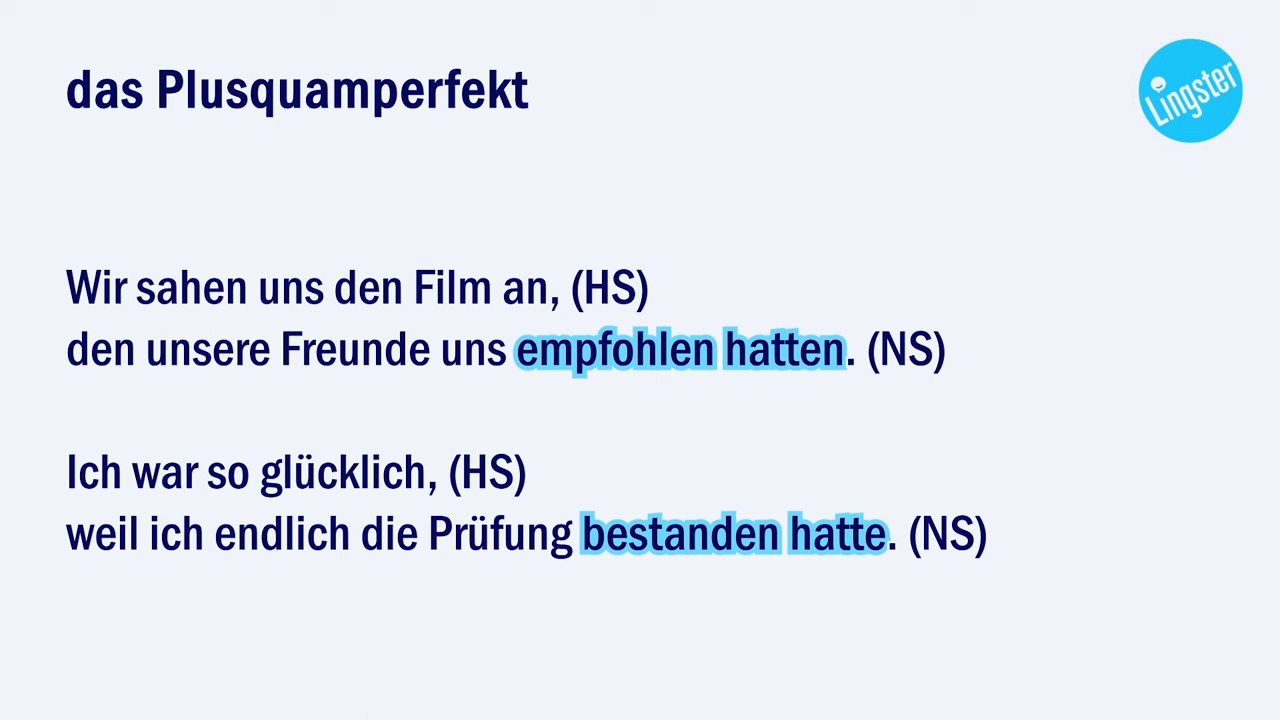 das Plusquamperfekt
Lingster
Wir sahen uns den Film an, (HS)
den unsere Freunde uns empfohlen hatten. (NS)
Ich war so glücklich, (HS)
weil ich endlich die Prüfung bestanden hatte. (NS)